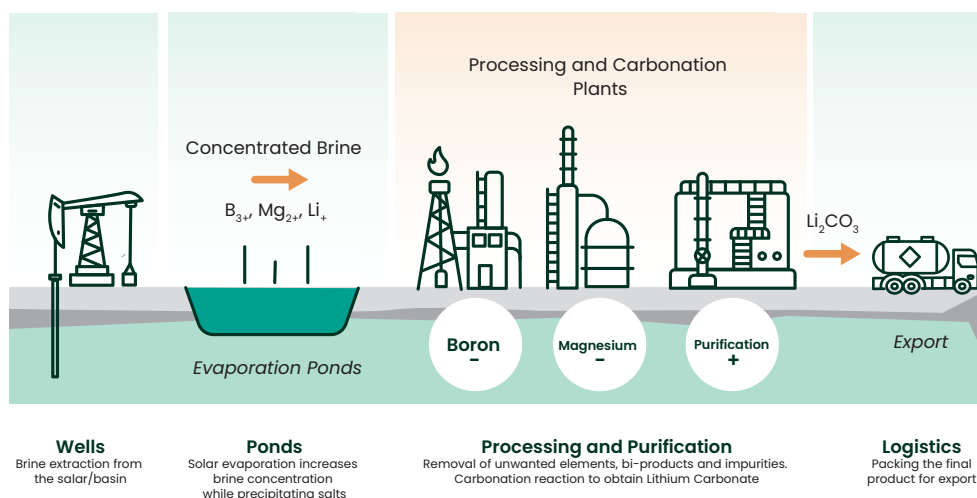 Processing and Carbonation
Plants
Concentrated Brine
B₃₊, Mg₂₊, Li₊
Li₂CO₃
Boron
-
Magnesium
-
Purification
+
Evaporation Ponds
Export
Wells
Brine extraction from
the salar/basin
Ponds
Solar evaporation increases
brine concentration
while precipitating salts
Processing and Purification
Removal of unwanted elements, bi-products and impurities.
Carbonation reaction to obtain Lithium Carbonate
Logistics
Packing the final
product for export